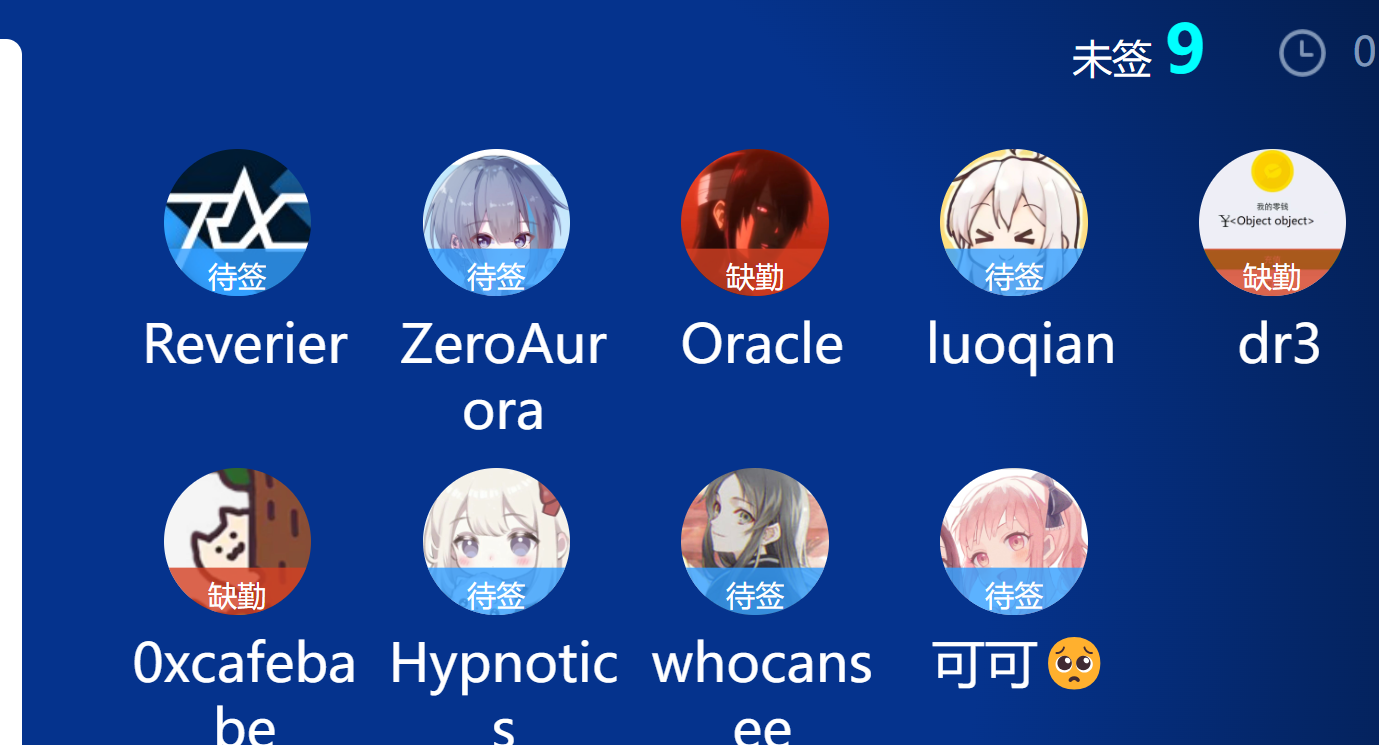 未签 9 0
我的零钱
¥<Object object>
待签 待签 缺勤 待签 缺勤
Reverier ZeroAur Oracle luoqian dr3
ora
缺勤 待签 待签 待签
0xcafeba Hypnotic whocans 可可🥺
be s ee